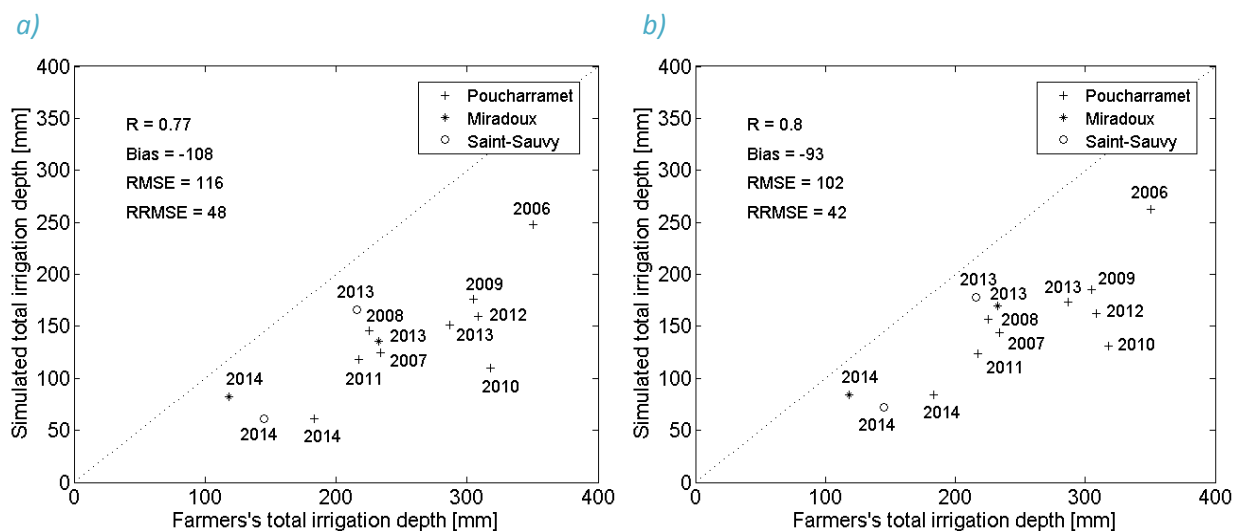 a)
Simulated total irrigation depth [mm]
400
350
300
250
200
150
100
50
0
R = 0.77
Bias = -108
RMSE = 116
RRMSE = 48
Poucharramet
Miradoux
Saint-Sauvy
2006
2009
2013
2012
2008
2013
2013
2007
2011
2010
2014
2014
2014
0
100
200
300
400
Farmers's total irrigation depth [mm]
b)
Simulated total irrigation depth [mm]
400
350
300
250
200
150
100
50
0
R = 0.8
Bias = -93
RMSE = 102
RRMSE = 42
Poucharramet
Miradoux
Saint-Sauvy
2006
2013
2013
2013
2009
2008
2012
2007
2010
2011
2014
2014
2014
0
100
200
300
400
Farmers's total irrigation depth [mm]